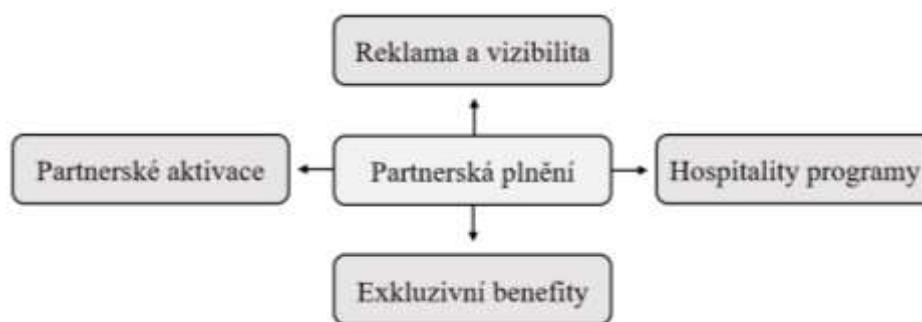 Reklama a vizibilita
Partnerské aktivace
Partnerská plnění
Hospitality programy
Exkluzivní benefity